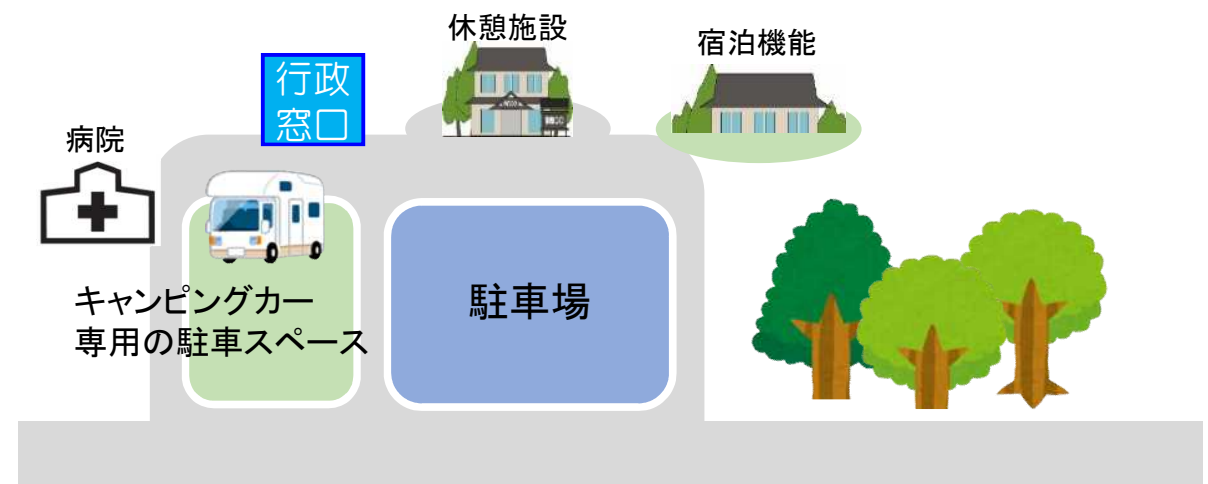 休憩施設
宿泊機能
行政
窓口
病院
キャンピングカー
専用の駐車スペース
駐車場